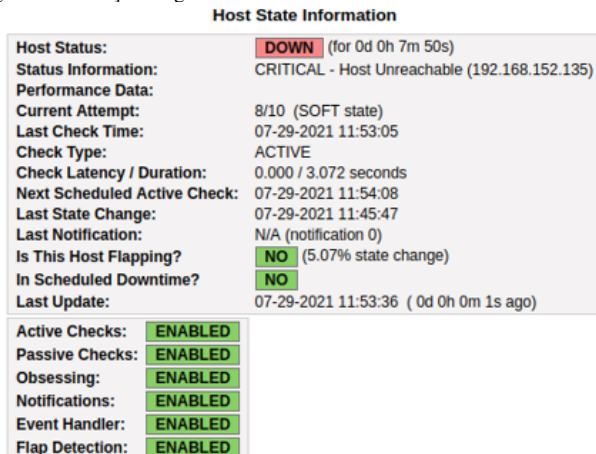 Host State Information
Host Status: DOWN (for 0d 0h 7m 50s)
Status Information: CRITICAL - Host Unreachable (192.168.152.135)
Performance Data:
Current Attempt: 8/10 (SOFT state)
Last Check Time: 07-29-2021 11:53:05
Check Type: ACTIVE
Check Latency / Duration: 0.000 / 3.072 seconds
Next Scheduled Active Check: 07-29-2021 11:54:08
Last State Change: 07-29-2021 11:45:47
Last Notification: N/A (notification 0)
Is This Host Flapping? NO (5.07% state change)
In Scheduled Downtime? NO
Last Update: 07-29-2021 11:53:36 ( 0d 0h 0m 1s ago)
Active Checks: ENABLED
Passive Checks: ENABLED
Obsessing: ENABLED
Notifications: ENABLED
Event Handler: ENABLED
Flap Detection: ENABLED